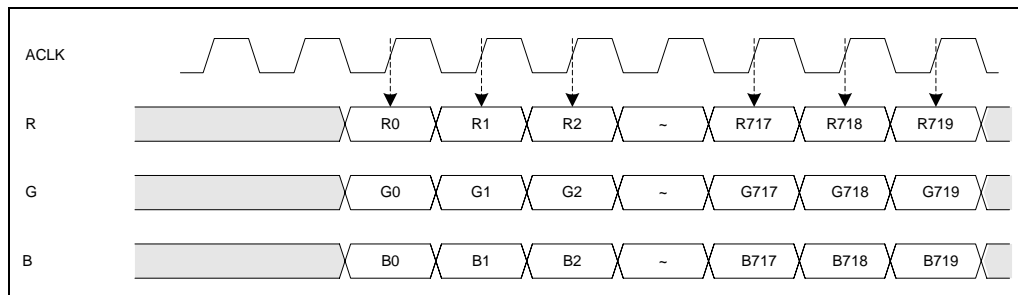 ACLK
R R0 R1 R2 ~ R717 R718 R719
G G0 G1 G2 ~ G717 G718 G719
B B0 B1 B2 ~ B717 B718 B719